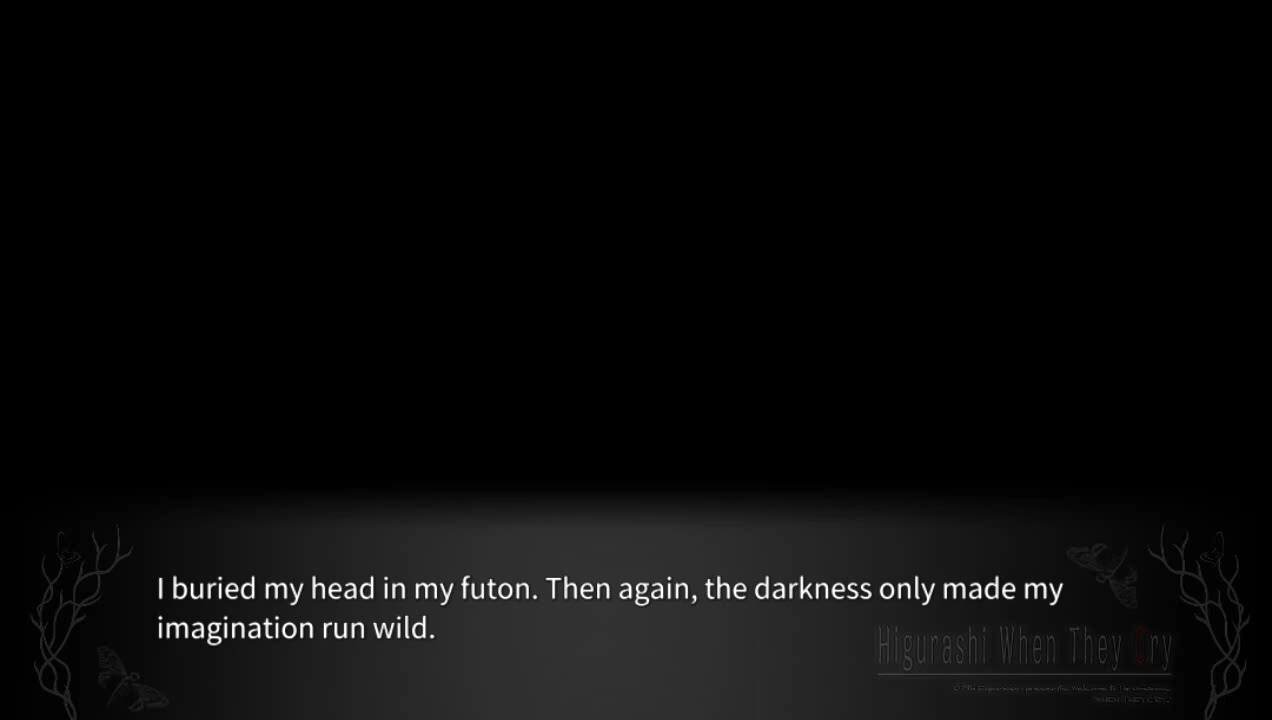 I buried my head in my futon. Then again, the darkness only made my
imagination run wild.
Higurashi When They Cry